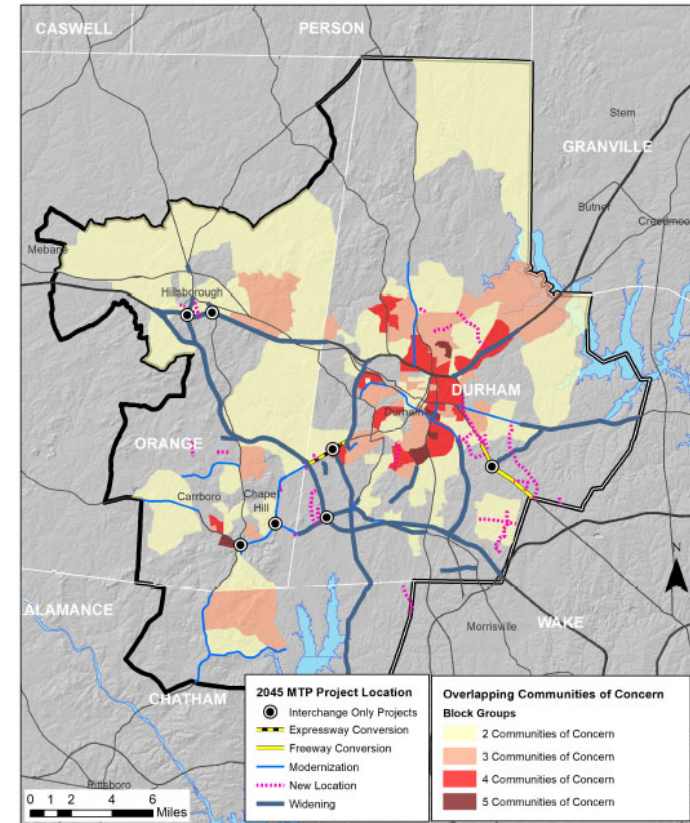 CASWELL
PERSON
Stem
GRANVILLE
Butner
Creedmoo
Mebane
Hillsborough
DURHAM
Durham
ORANGE
Carrboro
Chapel
Hill
N
ALAMANCE
WAKE
Morrisville
CHATHAM
Pittsboro
0 1 2 4 6
Miles
2045 MTP Project Location
Interchange Only Projects
Expressway Conversion
Freeway Conversion
Modernization
New Location
Widening
Overlapping Communities of Concern
Block Groups
2 Communities of Concern
3 Communities of Concern
4 Communities of Concern
5 Communities of Concern